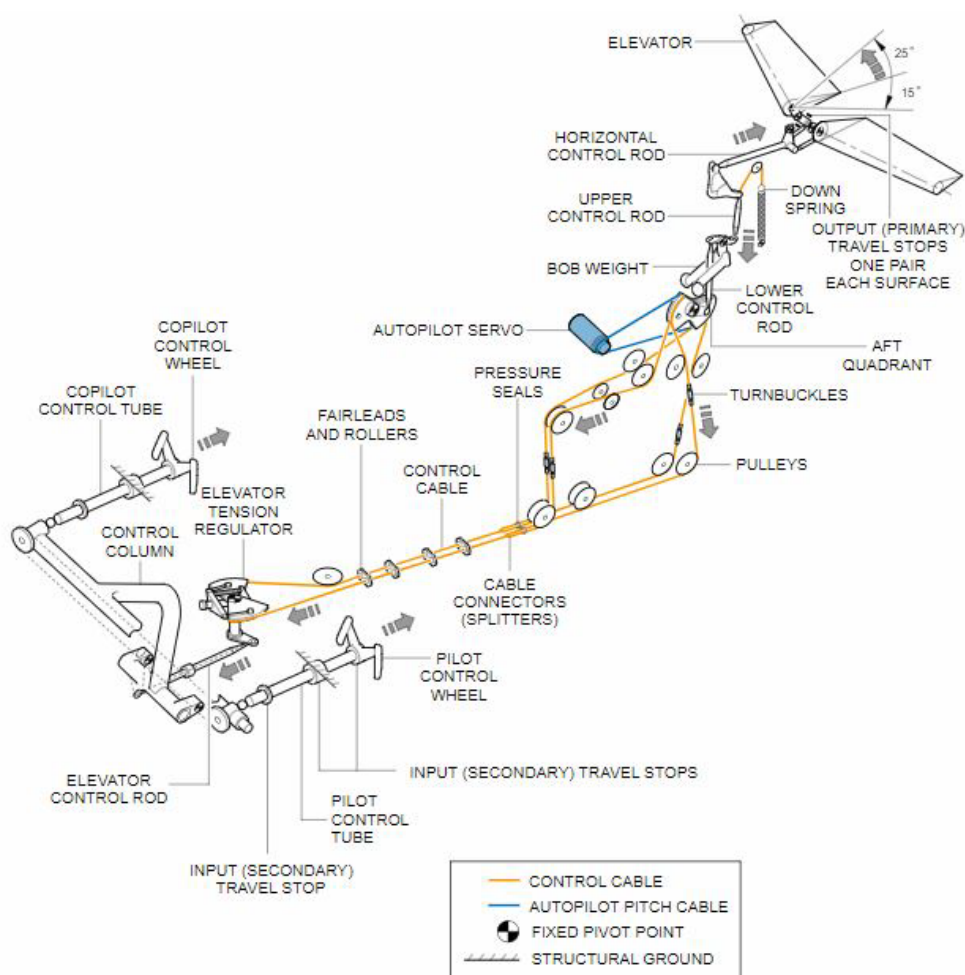 ELEVATOR
25°
15°
HORIZONTAL
CONTROL ROD
UPPER
CONTROL ROD
DOWN
SPRING
OUTPUT (PRIMARY)
TRAVEL STOPS
ONE PAIR
EACH SURFACE
BOB WEIGHT
LOWER
CONTROL
ROD
AUTOPILOT SERVO
AFT
QUADRANT
COPILOT
CONTROL
WHEEL
PRESSURE
SEALS
TURNBUCKLES
COPILOT
CONTROL TUBE
FAIRLEADS
AND ROLLERS
CONTROL
CABLE
PULLEYS
ELEVATOR
TENSION
REGULATOR
CONTROL
COLUMN
CABLE
CONNECTORS
(SPLITTERS)
PILOT
CONTROL
WHEEL
ELEVATOR
CONTROL ROD
INPUT (SECONDARY) TRAVEL STOPS
PILOT
CONTROL
TUBE
INPUT (SECONDARY)
TRAVEL STOP
CONTROL CABLE
AUTOPILOT PITCH CABLE
FIXED PIVOT POINT
STRUCTURAL GROUND